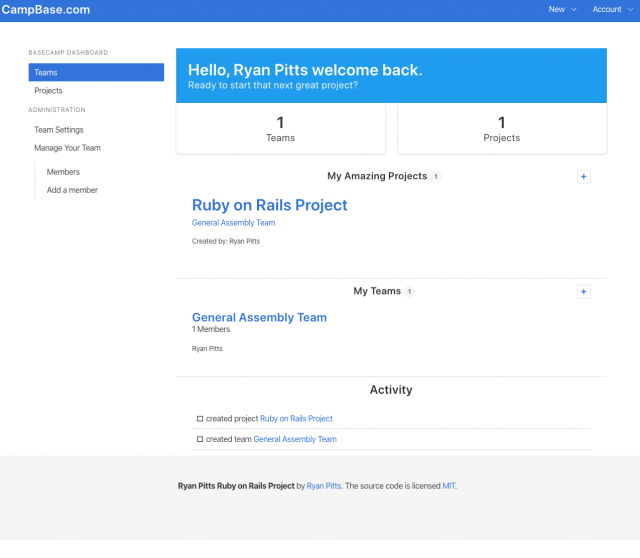 CampBase.com
New
Account
BASECAMP DASHBOARD
Teams
Projects
ADMINISTRATION
Team Settings
Manage Your Team
Members
Add a member
Hello, Ryan Pitts welcome back.
Ready to start that next great project?
1
Teams
1
Projects
My Amazing Projects 1
+
Ruby on Rails Project
General Assembly Team
Created by: Ryan Pitts
My Teams 1
+
General Assembly Team
1 Members
Ryan Pitts
Activity
created project Ruby on Rails Project
created team General Assembly Team
Ryan Pitts Ruby on Rails Project by Ryan Pitts. The source code is licensed MIT.